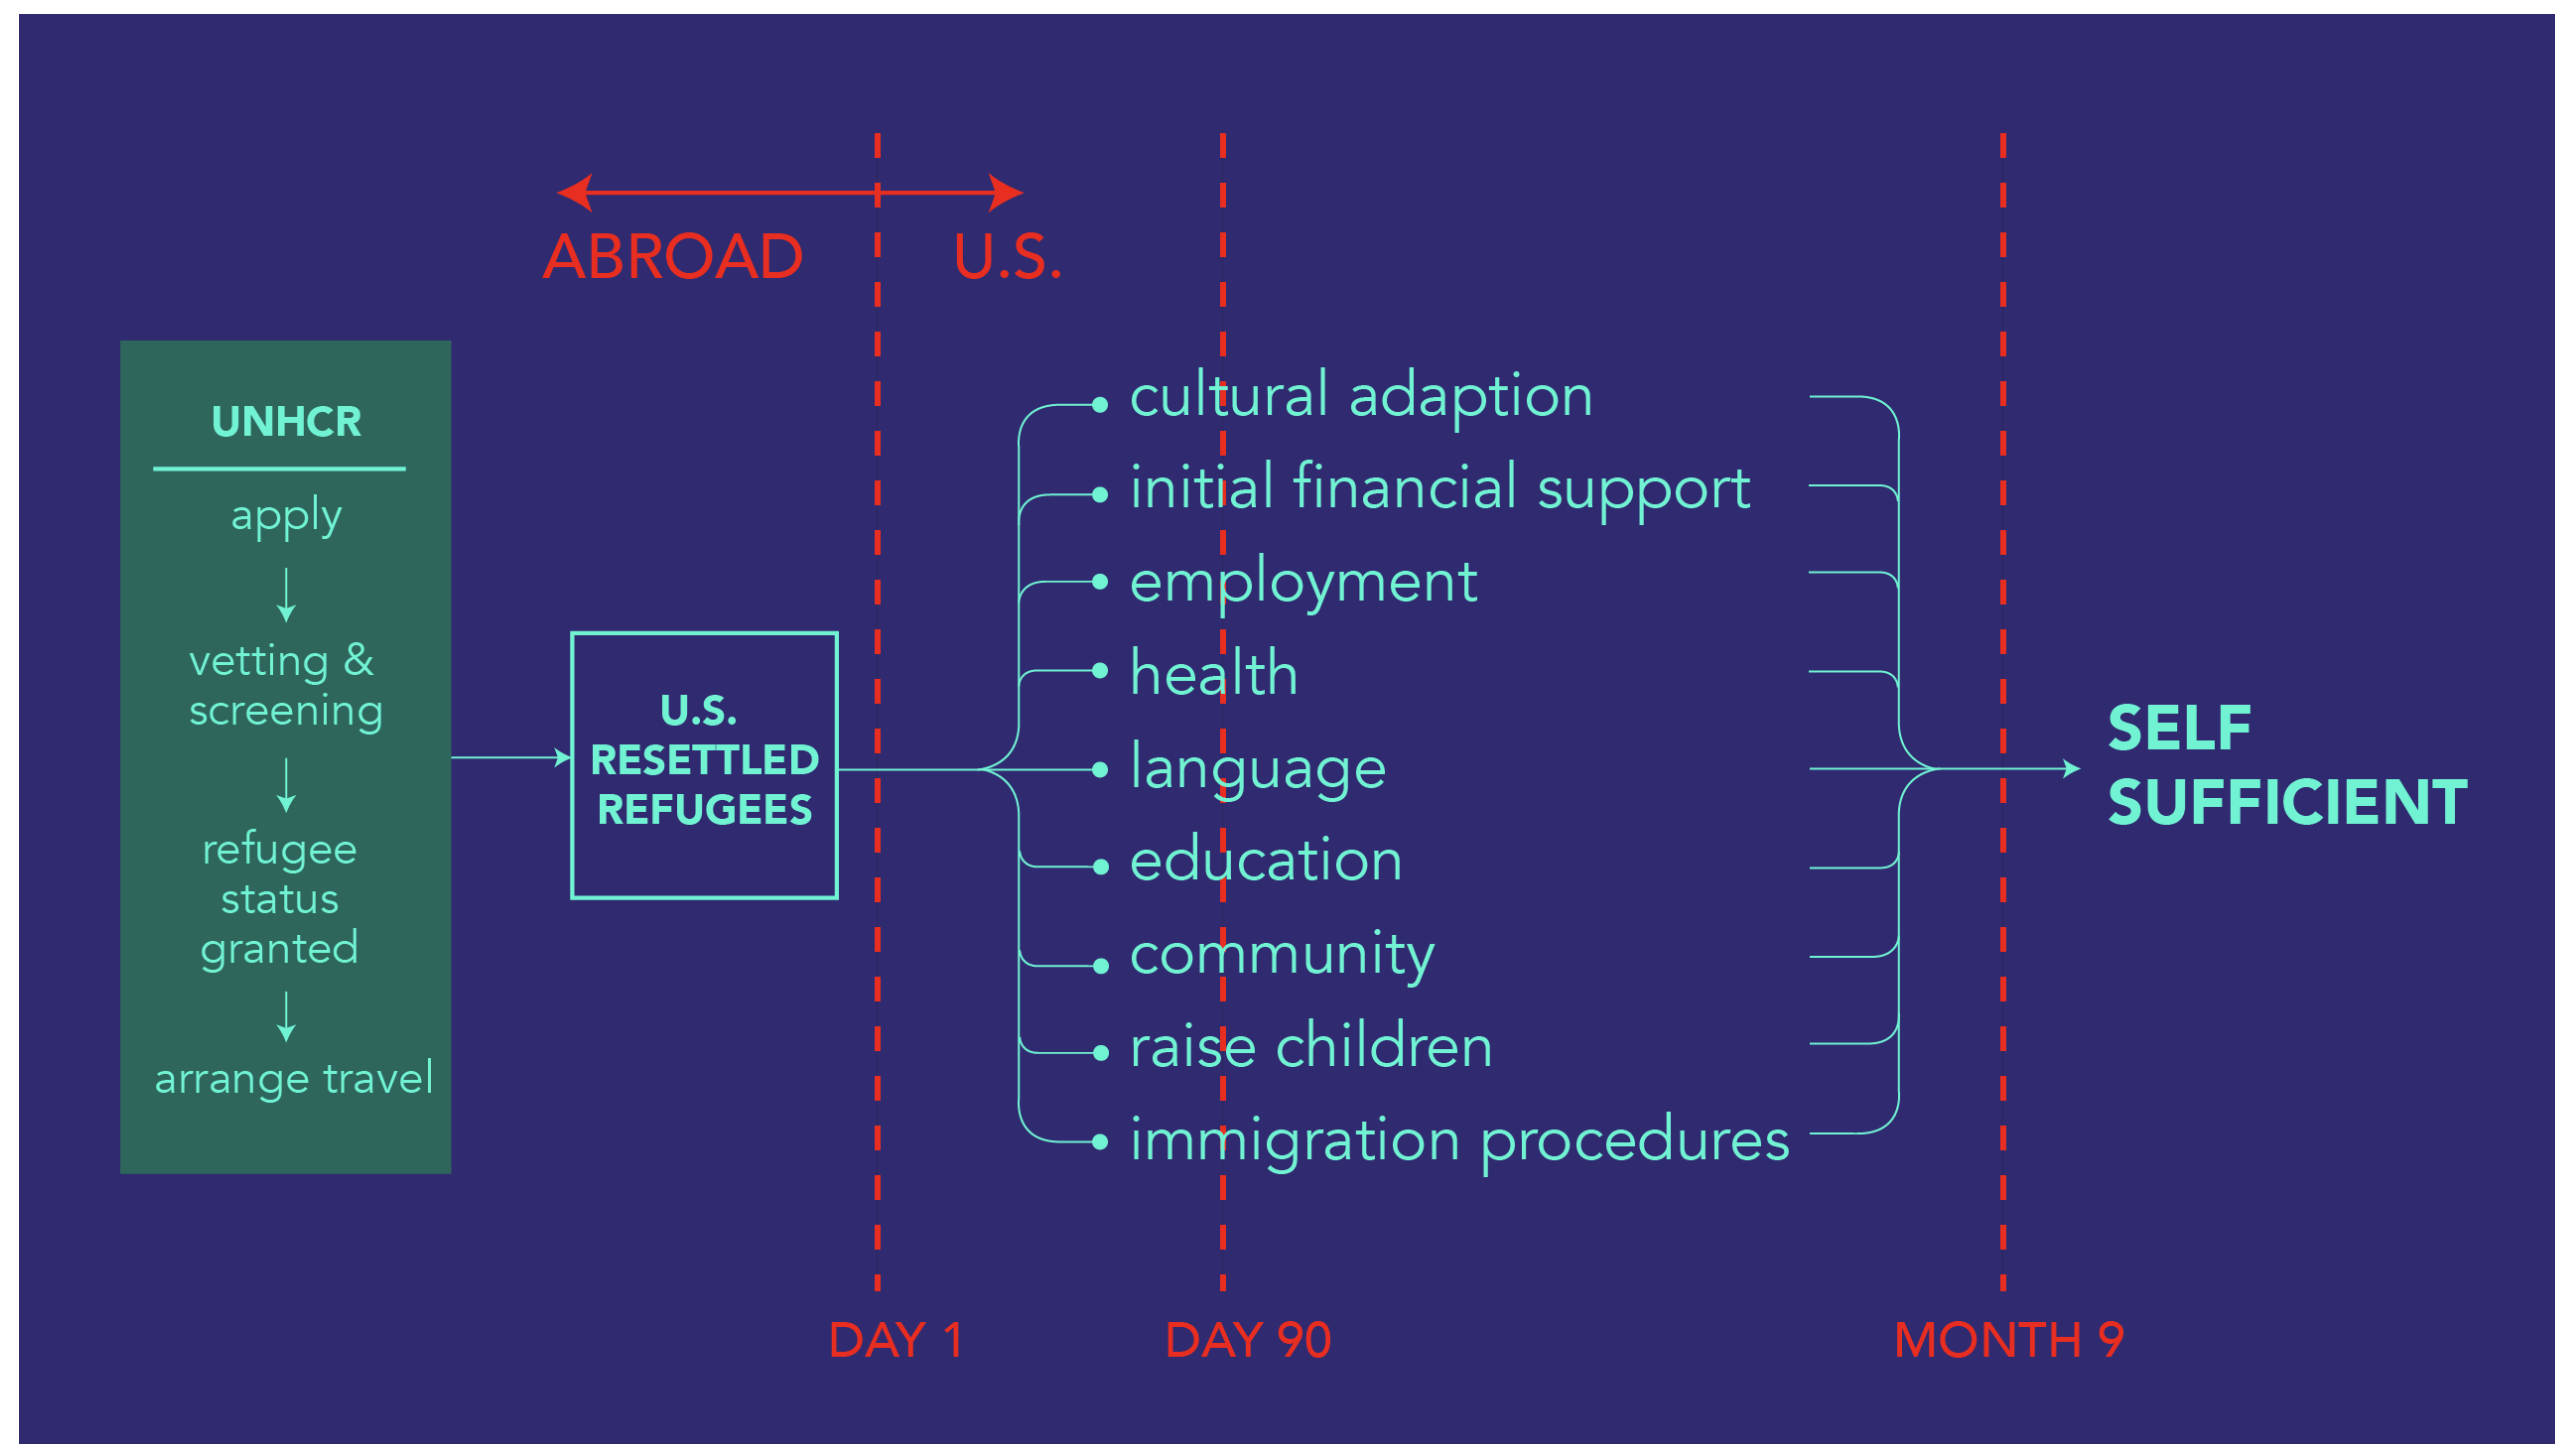 ABROAD
U.S.
UNHCR
apply
vetting &
screening
refugee
status
granted
arrange travel
U.S.
RESETTLED
REFUGEES
cultural adaption
initial financial support
employment
health
language
education
community
raise children
immigration procedures
SELF
SUFFICIENT
DAY 1
DAY 90
MONTH 9